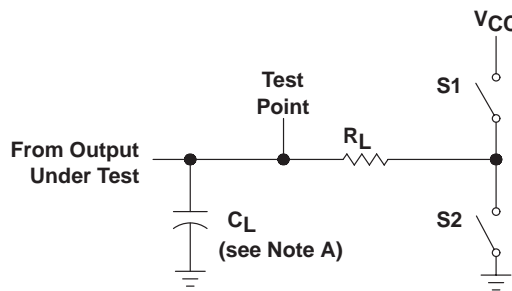 VCC
S1
Test
Point
RL
From Output
Under Test
S2
CL
(see Note A)